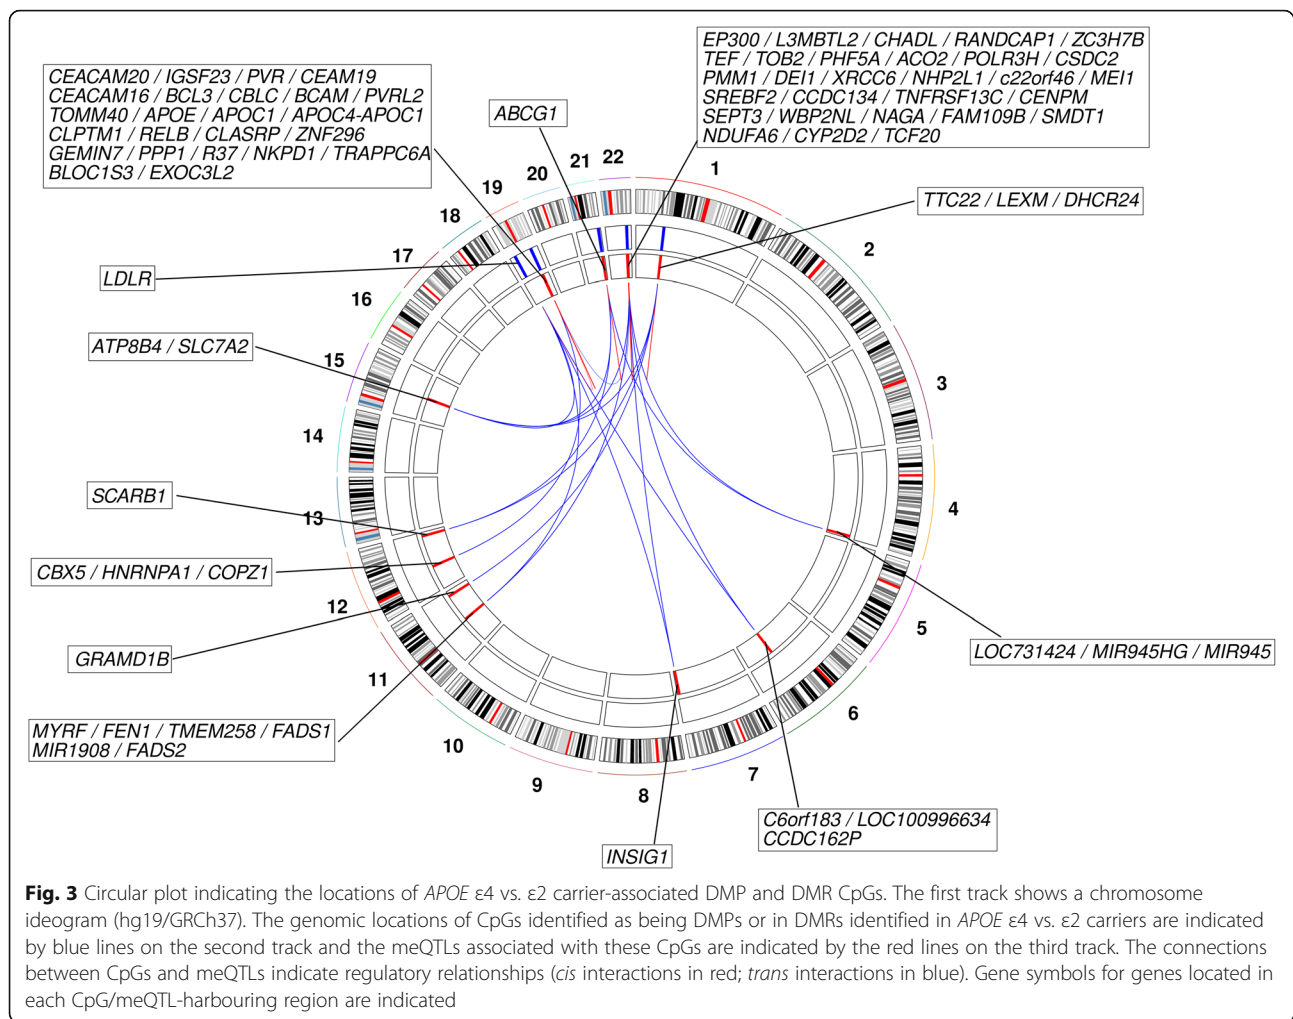 EP300 / L3MBTL2 / CHADL / RANDCAP1 / ZC3H7B
TEF / TOB2 / PHF5A / ACO2 / POLR3H / CSDC2
PMM1 / DEI1 / XRCC6 / NHP2L1 / c22orf46 / MEI1
SREBF2 / CCDC134 / TNFRSF13C / CENPM
SEPT3 / WBP2NL / NAGA / FAM109B / SMDT1
NDUFA6 / CYP2D2 / TCF20
CEACAM20 / IGSF23 / PVR / CEAM19
CEACAM16 / BCL3 / CBLC / BCAM / PVRL2
TOMM40 / APOE / APOC1 / APOC4-APOC1
CLPTM1 / RELB / CLASRP / ZNF296
GEMIN7 / PPP1 / R37 / NKPD1 / TRAPPC6A
BLOC1S3 / EXOC3L2
ABCG1
TTC22 / LEXM / DHCR24
LDLR
ATP8B4 / SLC7A2
SCARB1
CBX5 / HNRNPA1 / COPZ1
GRAMD1B
MYRF / FEN1 / TMEM258 / FADS1
MIR1908 / FADS2
INSIG1
C6orf183 / LOC100996634
CCDC162P
LOC731424 / MIR945HG / MIR945
1
2
3
4
5
6
7
8
9
10
11
12
13
14
15
16
17
18
19
20
21
22
Fig. 3 Circular plot indicating the locations of APOE ε4 vs. ε2 carrier-associated DMP and DMR CpGs. The first track shows a chromosome
ideogram (hg19/GRCh37). The genomic locations of CpGs identified as being DMPs or in DMRs identified in APOE ε4 vs. ε2 carriers are indicated
by blue lines on the second track and the meQTLs associated with these CpGs are indicated by the red lines on the third track. The connections
between CpGs and meQTLs indicate regulatory relationships (cis interactions in red; trans interactions in blue). Gene symbols for genes located in
each CpG/meQTL-harbouring region are indicated